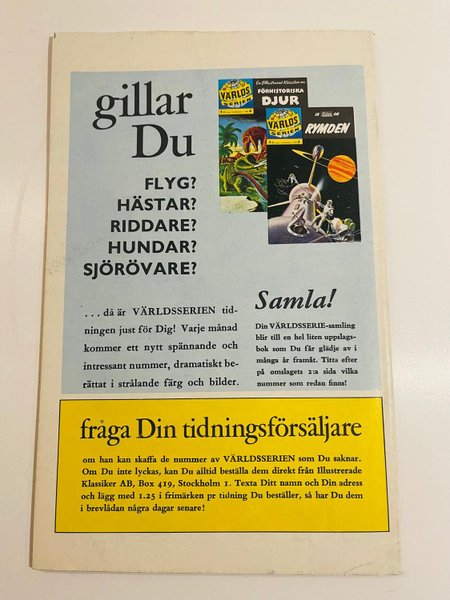 gillar
Du
FLYG?
HÄSTAR?
RIDDARE?
HUNDAR?
SJÖRÖVARE?
En Illustrerad Klassiker om
FÖRHISTORISKA
DJUR
VÄRLDS
SERIEN
RYMDEN
VÄRLDS
SERIEN
. . . då är VÄRLDSSERIEN tid-
ningen just för Dig! Varje månad
kommer ett nytt spännande och
intressant nummer, dramatiskt be-
rättat i strålande färg och bilder.
Samla!
Din VÄRLDSSERIE-samling
blir till en hel liten uppslags-
bok som Du får glädje av i
många år framåt. Titta efter
på omslagets 2:a sida vilka
nummer som redan finns!
fråga Din tidningsförsäljare
om han kan skaffa de nummer av VÄRLDSSERIEN som Du saknar.
Om Du inte lyckas, kan Du alltid beställa dem direkt från Illustrerade
Klassiker AB, Box 419, Stockholm 1. Texta Ditt namn och Din adress
och lägg med 1.25 i frimärken pr tidning Du beställer, så har Du dem
i brevlådan några dagar senare!